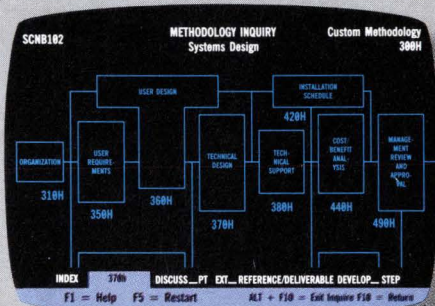 SCNB102
METHODOLOGY INQUIRY
Systems Design
Custom Methodology
300H
USER DESIGN
INSTALLATION
SCHEDULE
420H
ORGANIZATION
310H
USER
REQUIRE-
MENTS
350H
360H
TECHNICAL
DESIGN
370H
TECH-
NICAL
SUPPORT
380H
COST/
BENEFIT
ANAL-
YSIS
440H
MANAGE-
MENT
REVIEW
AND
APPRO-
VAL
490H
INDEX 370h DISCUSS__PT EXT__REFERENCE/DELIVERABLE DEVELOP__STEP
F1 = Help F5 = Restart ALT + F10 = Exit Inquire F10 = Return